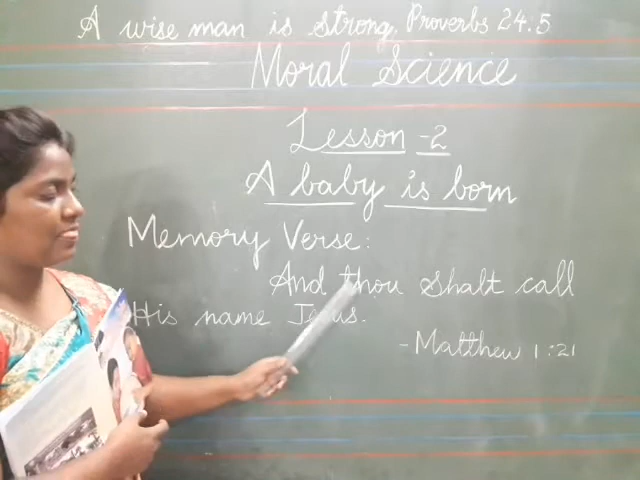 A wise man is strong. Proverbs 24.5
Moral Science
Lesson -2
A baby is born
Memory Verse:
And thou shalt call
His name Jesus.
-Matthew 1:21